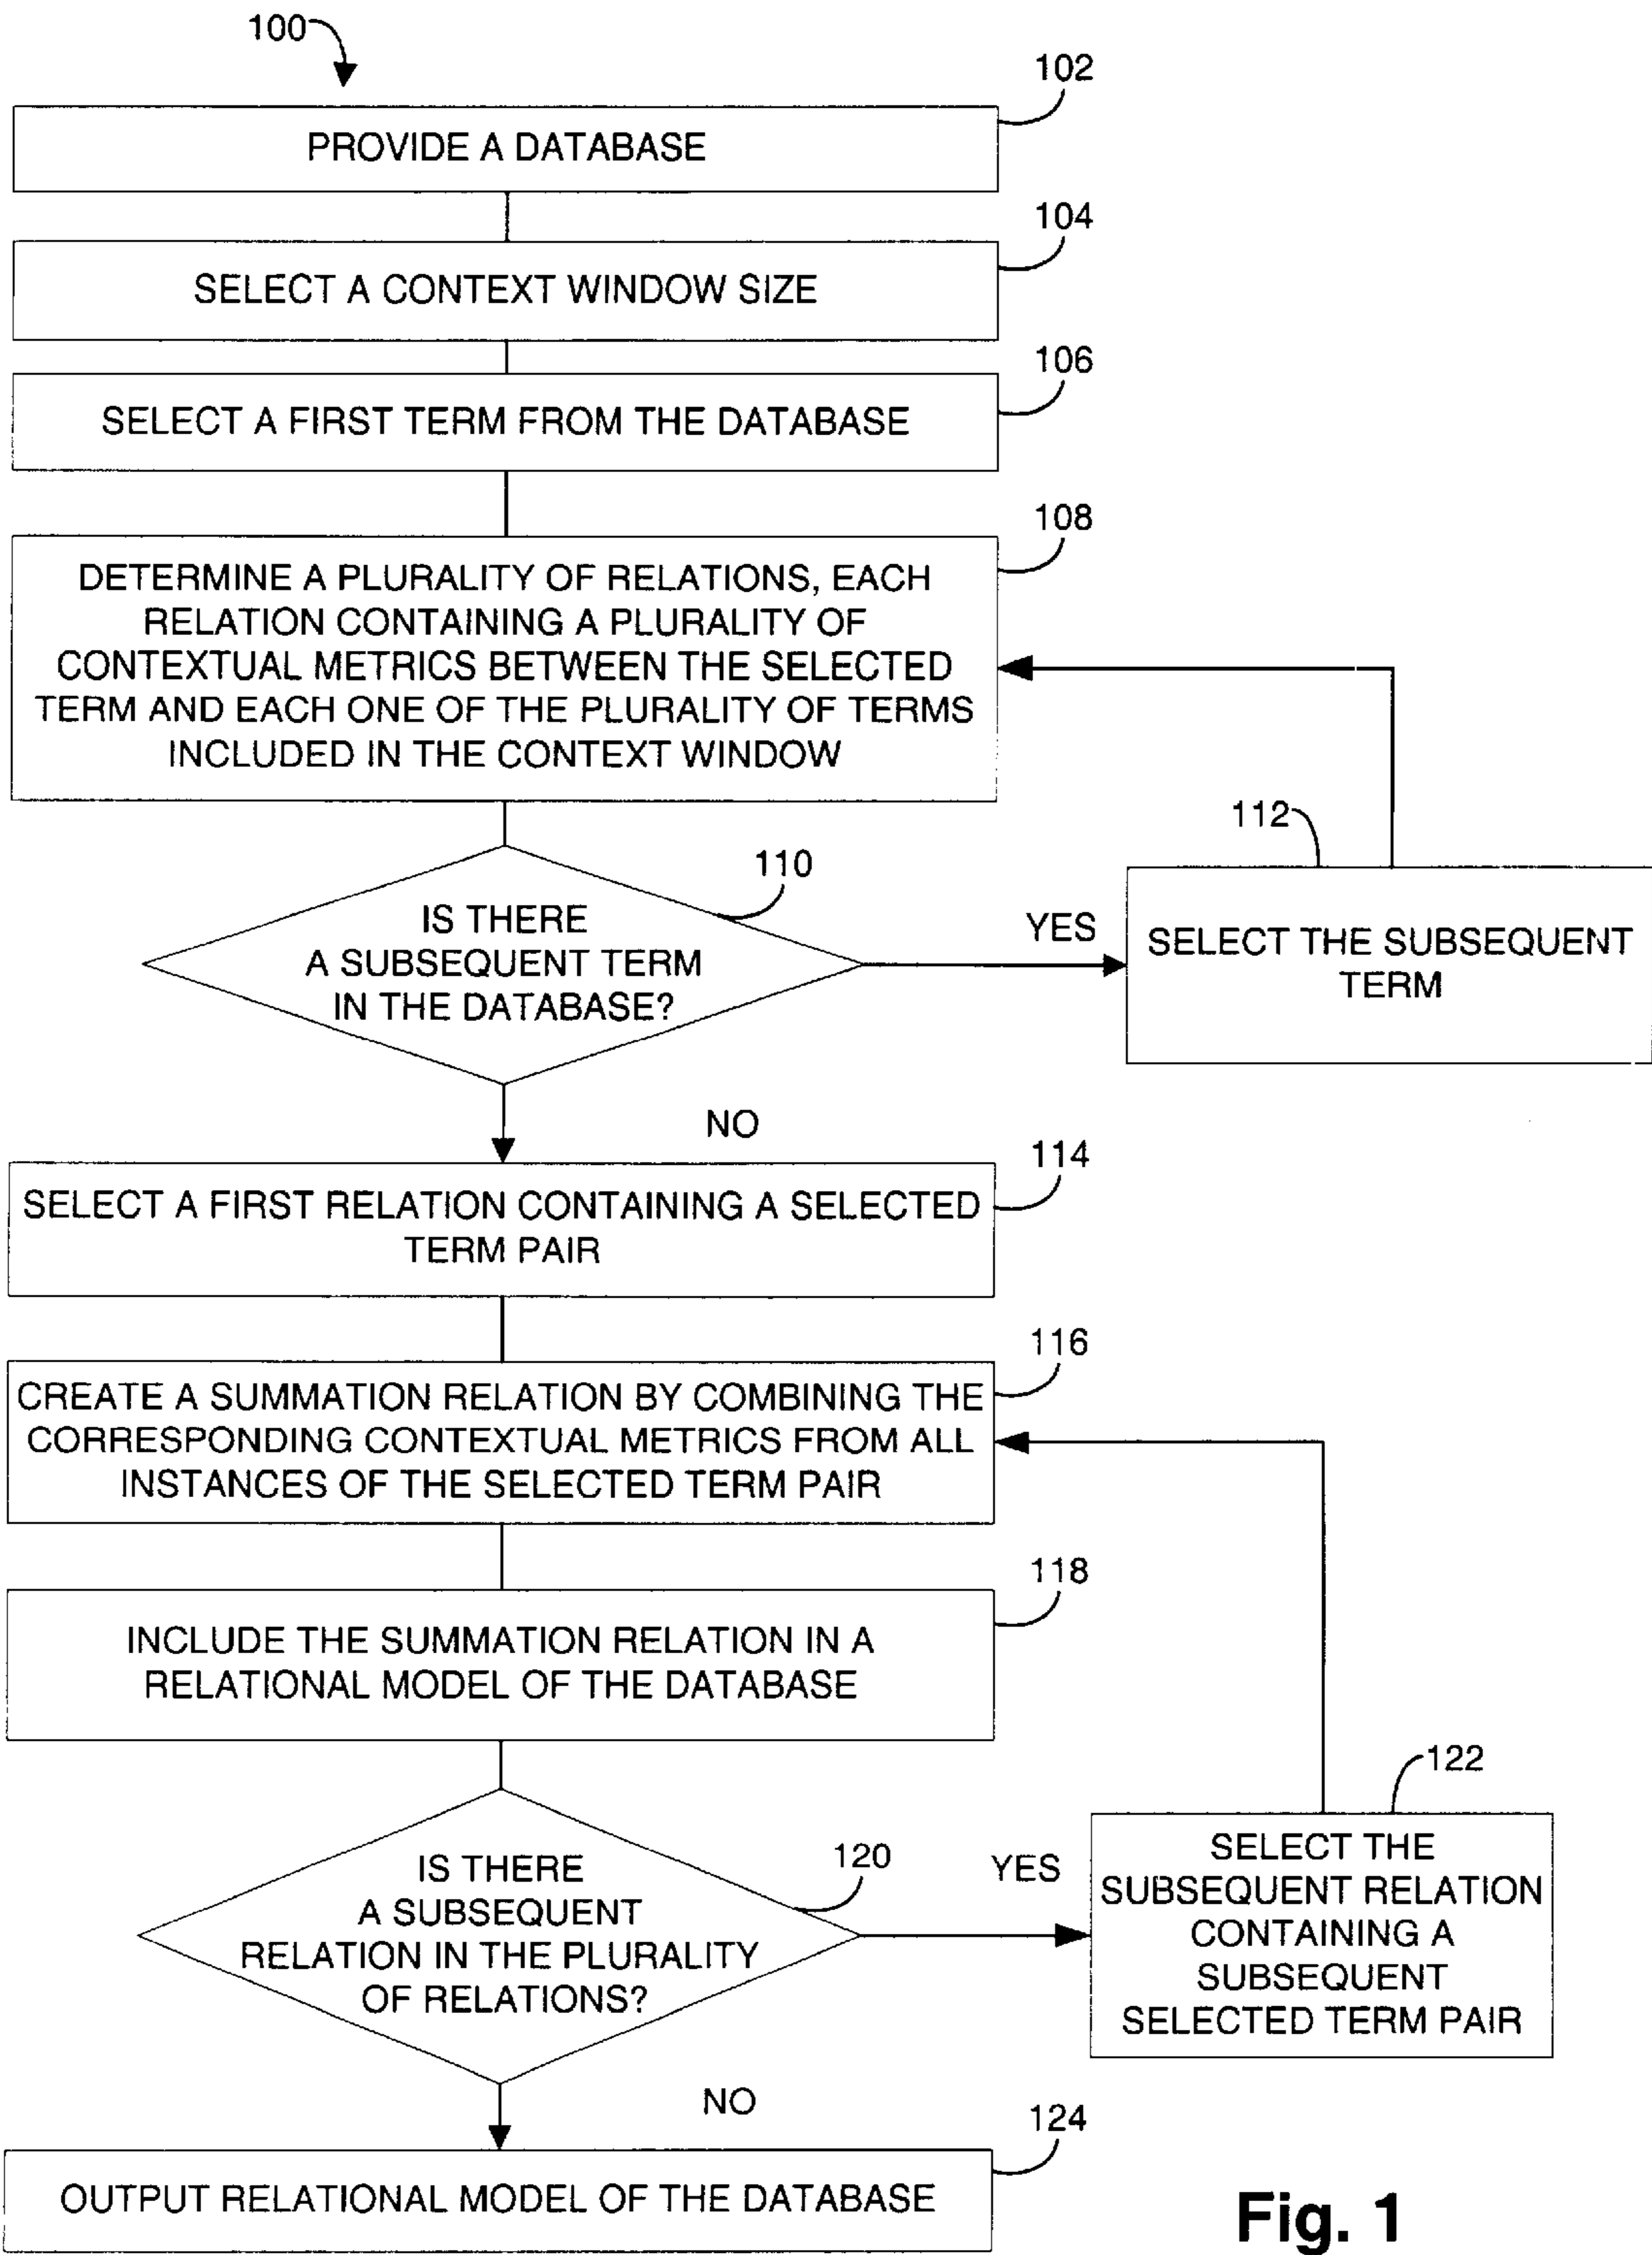 100
102
PROVIDE A DATABASE
104
SELECT A CONTEXT WINDOW SIZE
106
SELECT A FIRST TERM FROM THE DATABASE
108
DETERMINE A PLURALITY OF RELATIONS, EACH
RELATION CONTAINING A PLURALITY OF
CONTEXTUAL METRICS BETWEEN THE SELECTED
TERM AND EACH ONE OF THE PLURALITY OF TERMS
INCLUDED IN THE CONTEXT WINDOW
110
IS THERE
A SUBSEQUENT TERM
IN THE DATABASE?
YES
112
SELECT THE SUBSEQUENT
TERM
NO
114
SELECT A FIRST RELATION CONTAINING A SELECTED
TERM PAIR
116
CREATE A SUMMATION RELATION BY COMBINING THE
CORRESPONDING CONTEXTUAL METRICS FROM ALL
INSTANCES OF THE SELECTED TERM PAIR
118
INCLUDE THE SUMMATION RELATION IN A
RELATIONAL MODEL OF THE DATABASE
120
IS THERE
A SUBSEQUENT
RELATION IN THE PLURALITY
OF RELATIONS?
YES
122
SELECT THE
SUBSEQUENT RELATION
CONTAINING A
SUBSEQUENT
SELECTED TERM PAIR
NO
124
OUTPUT RELATIONAL MODEL OF THE DATABASE
Fig. 1